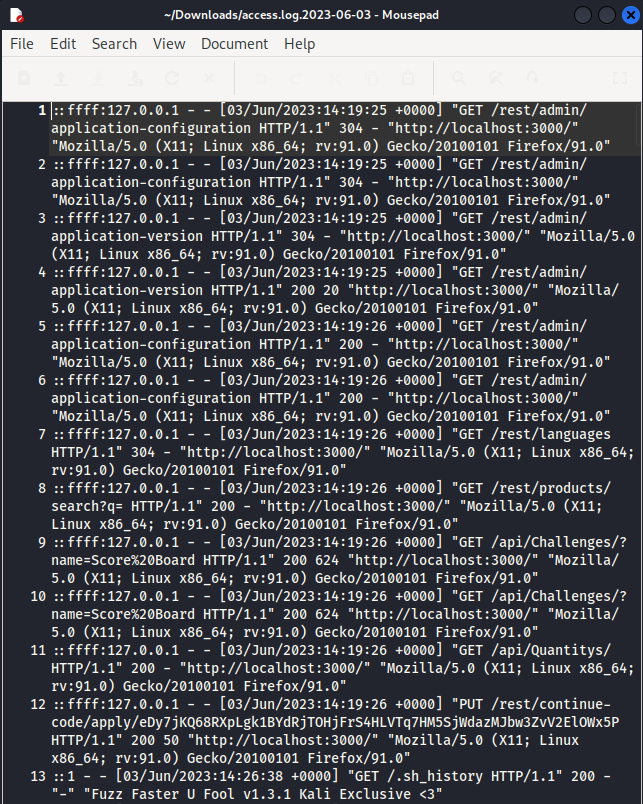 ~/Downloads/access.log.2023-06-03 - Mousepad
File Edit Search View Document Help
1 ::ffff:127.0.0.1 - - [03/Jun/2023:14:19:25 +0000] "GET /rest/admin/
application-configuration HTTP/1.1" 304 - "http://localhost:3000/"
"Mozilla/5.0 (X11; Linux x86_64; rv:91.0) Gecko/20100101 Firefox/91.0"
2 ::ffff:127.0.0.1 - - [03/Jun/2023:14:19:25 +0000] "GET /rest/admin/
application-configuration HTTP/1.1" 304 - "http://localhost:3000/"
"Mozilla/5.0 (X11; Linux x86_64; rv:91.0) Gecko/20100101 Firefox/91.0"
3 ::ffff:127.0.0.1 - - [03/Jun/2023:14:19:25 +0000] "GET /rest/admin/
application-version HTTP/1.1" 304 - "http://localhost:3000/" "Mozilla/5.0
(X11; Linux x86_64; rv:91.0) Gecko/20100101 Firefox/91.0"
4 ::ffff:127.0.0.1 - - [03/Jun/2023:14:19:25 +0000] "GET /rest/admin/
application-version HTTP/1.1" 200 20 "http://localhost:3000/" "Mozilla/
5.0 (X11; Linux x86_64; rv:91.0) Gecko/20100101 Firefox/91.0"
5 ::ffff:127.0.0.1 - - [03/Jun/2023:14:19:26 +0000] "GET /rest/admin/
application-configuration HTTP/1.1" 200 - "http://localhost:3000/"
"Mozilla/5.0 (X11; Linux x86_64; rv:91.0) Gecko/20100101 Firefox/91.0"
6 ::ffff:127.0.0.1 - - [03/Jun/2023:14:19:26 +0000] "GET /rest/admin/
application-configuration HTTP/1.1" 200 - "http://localhost:3000/"
"Mozilla/5.0 (X11; Linux x86_64; rv:91.0) Gecko/20100101 Firefox/91.0"
7 ::ffff:127.0.0.1 - - [03/Jun/2023:14:19:26 +0000] "GET /rest/languages
HTTP/1.1" 304 - "http://localhost:3000/" "Mozilla/5.0 (X11; Linux x86_64;
rv:91.0) Gecko/20100101 Firefox/91.0"
8 ::ffff:127.0.0.1 - - [03/Jun/2023:14:19:26 +0000] "GET /rest/products/
search?q= HTTP/1.1" 200 - "http://localhost:3000/" "Mozilla/5.0 (X11;
Linux x86_64; rv:91.0) Gecko/20100101 Firefox/91.0"
9 ::ffff:127.0.0.1 - - [03/Jun/2023:14:19:26 +0000] "GET /api/Challenges/?
name=Score%20Board HTTP/1.1" 200 624 "http://localhost:3000/" "Mozilla/
5.0 (X11; Linux x86_64; rv:91.0) Gecko/20100101 Firefox/91.0"
10 ::ffff:127.0.0.1 - - [03/Jun/2023:14:19:26 +0000] "GET /api/Challenges/?
name=Score%20Board HTTP/1.1" 200 624 "http://localhost:3000/" "Mozilla/
5.0 (X11; Linux x86_64; rv:91.0) Gecko/20100101 Firefox/91.0"
11 ::ffff:127.0.0.1 - - [03/Jun/2023:14:19:26 +0000] "GET /api/Quantitys/
HTTP/1.1" 200 - "http://localhost:3000/" "Mozilla/5.0 (X11; Linux x86_64;
rv:91.0) Gecko/20100101 Firefox/91.0"
12 ::ffff:127.0.0.1 - - [03/Jun/2023:14:19:26 +0000] "PUT /rest/continue-
code/apply/eDy7jKQ68RXpLgk1BYdRjTOHjFrS4HLVTq7HM5SjWdazMJbw3ZvV2ElOWx5P
HTTP/1.1" 200 50 "http://localhost:3000/" "Mozilla/5.0 (X11; Linux
x86_64; rv:91.0) Gecko/20100101 Firefox/91.0"
13 ::1 - - [03/Jun/2023:14:26:38 +0000] "GET /.sh_history HTTP/1.1" 200 -
"-" "Fuzz Faster U Fool v1.3.1 Kali Exclusive <3"